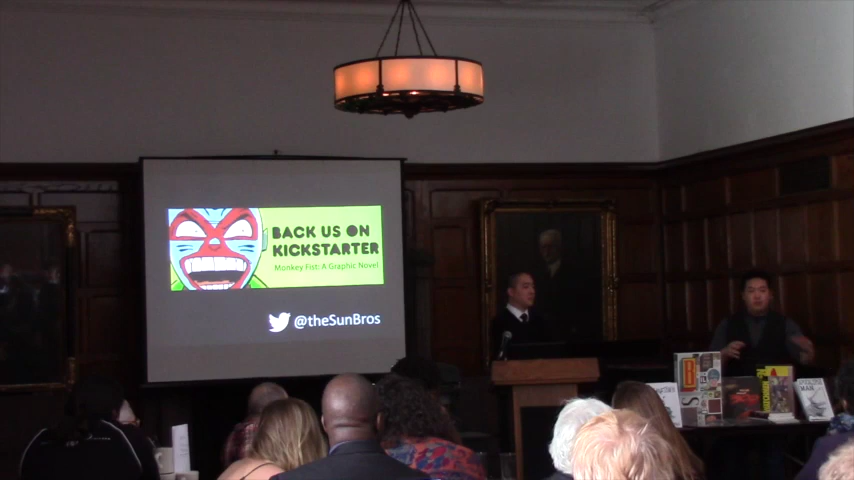 BACK US ON
KICKSTARTER
Monkey Fist: A Graphic Novel
@theSunBros